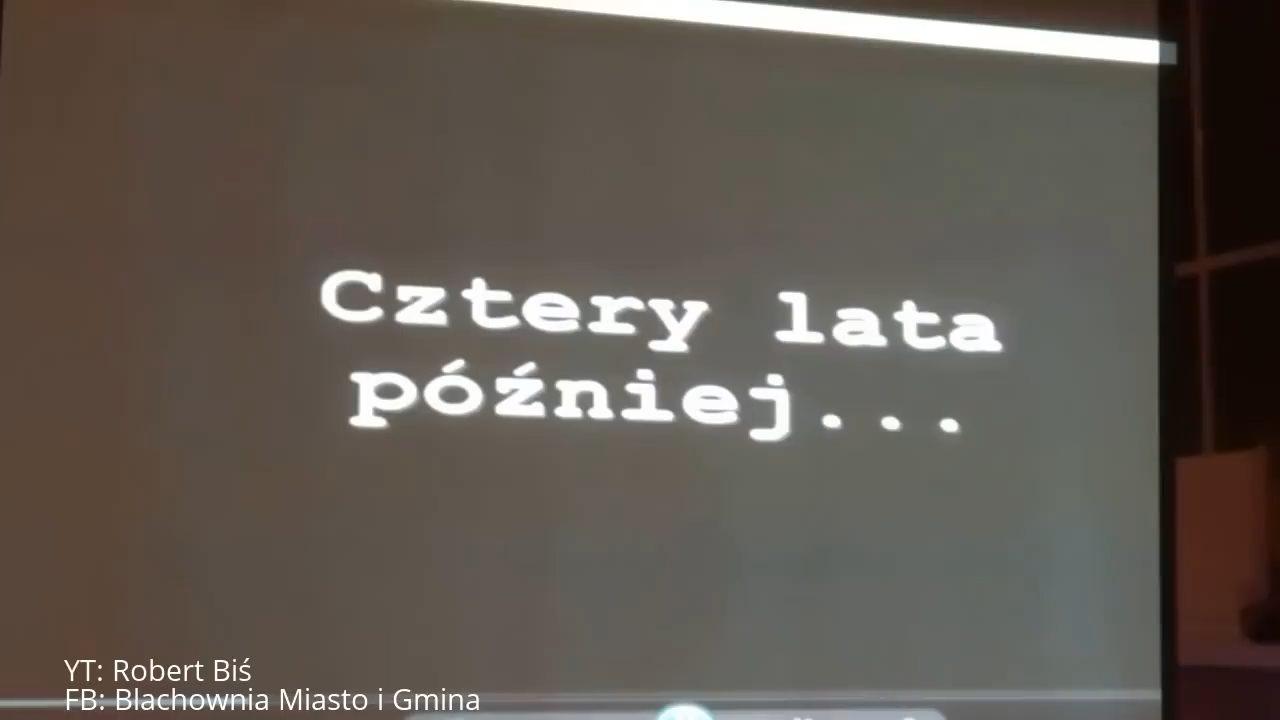 Cztery lata
później...
YT: Robert Biś
FB: Blachownia Miasto i Gmina